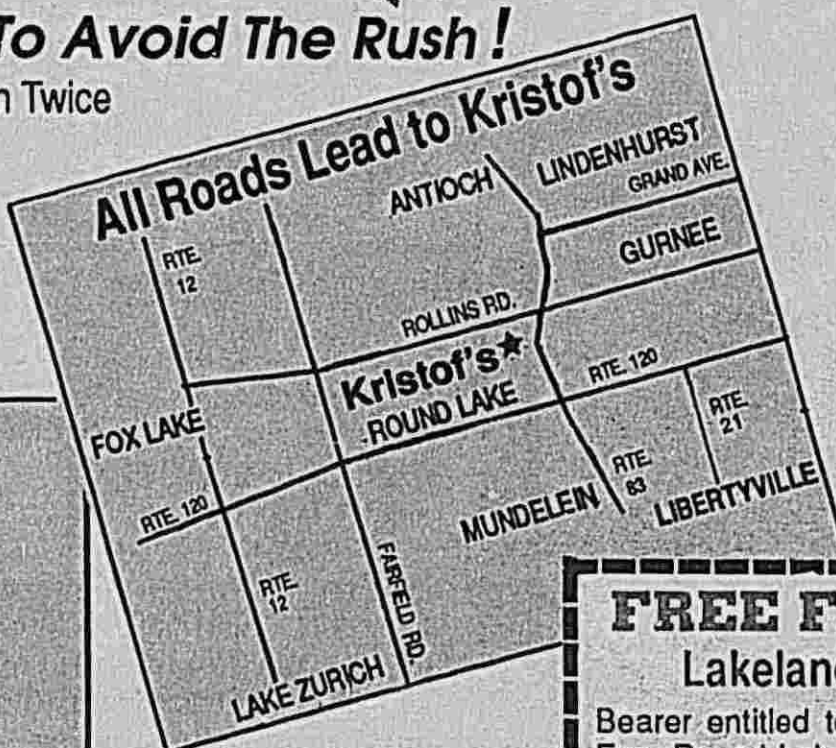 To Avoid The Rush!
Twice
All Roads Lead to Kristof's
ANTIOCH
LINDENHURST
GRAND AVE.
RTE. 12
GURNEE
ROLLINS RD.
Kristof's★
ROUND LAKE
RTE. 120
FOX LAKE
RTE. 21
RTE. 120
RTE. 83
MUNDELEIN
LIBERTYVILLE
RTE. 12
FAIRFIELD RD.
LAKE ZURICH
FREE
Bearer entitled